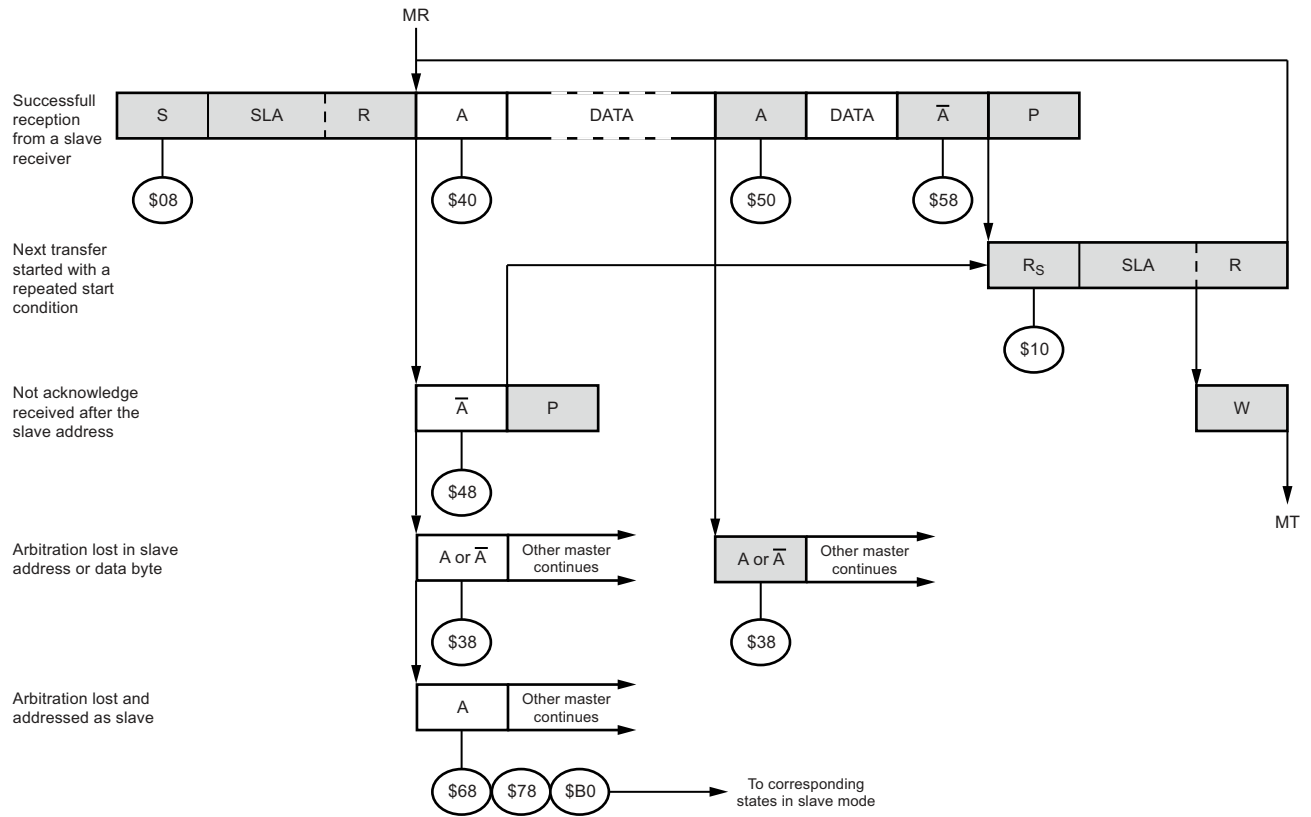 MR
Successfull
reception
from a slave
receiver
S SLA R A DATA A DATA A̅ P
$08 $40 $50 $58
Next transfer
started with a
repeated start
condition
RS SLA R
$10
Not acknowledge
received after the
slave address
A̅ P
W
$48
MT
Arbitration lost in slave
address or data byte
A or A̅
Other master
continues
A or A̅
Other master
continues
$38 $38
Arbitration lost and
addressed as slave
A
Other master
continues
$68 $78 $B0
To corresponding
states in slave mode